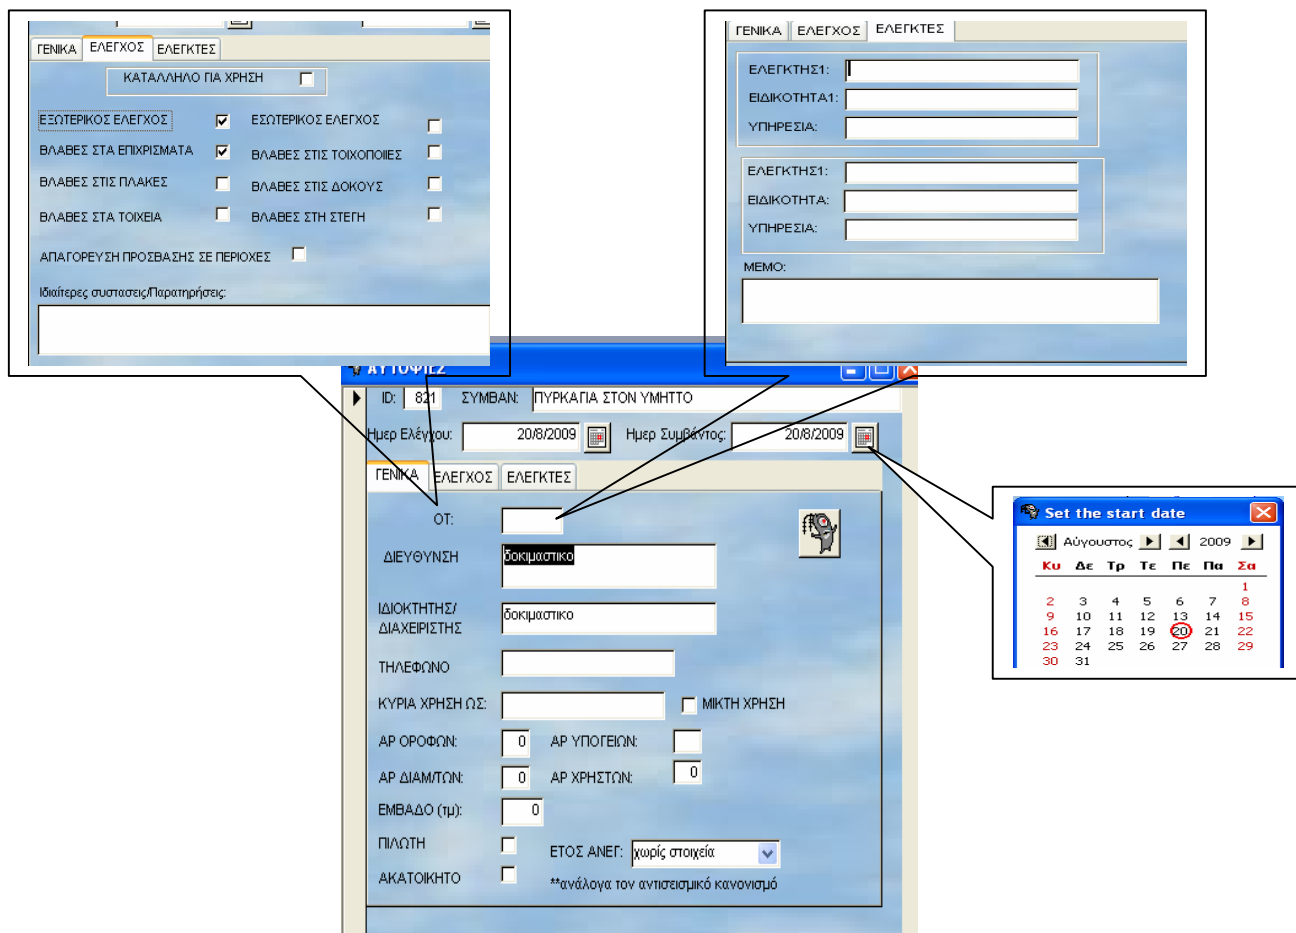 ΓΕΝΙΚΑ ΕΛΕΓΧΟΣ ΕΛΕΓΚΤΕΣ
ΚΑΤΑΛΛΗΛΟ ΓΙΑ ΧΡΗΣΗ
ΕΞΩΤΕΡΙΚΟΣ ΕΛΕΓΧΟΣ ΕΣΩΤΕΡΙΚΟΣ ΕΛΕΓΧΟΣ
ΒΛΑΒΕΣ ΣΤΑ ΕΠΙΧΡΙΣΜΑΤΑ ΒΛΑΒΕΣ ΣΤΙΣ ΤΟΙΧΟΠΟΙΙΕΣ
ΒΛΑΒΕΣ ΣΤΙΣ ΠΛΑΚΕΣ ΒΛΑΒΕΣ ΣΤΙΣ ΔΟΚΟΥΣ
ΒΛΑΒΕΣ ΣΤΑ ΤΟΙΧΕΙΑ ΒΛΑΒΕΣ ΣΤΗ ΣΤΕΓΗ
ΑΠΑΓΟΡΕΥΣΗ ΠΡΟΣΒΑΣΗΣ ΣΕ ΠΕΡΙΟΧΕΣ
Ιδιαίτερες συστασεις/Παρατηρήσεις:
ΓΕΝΙΚΑ ΕΛΕΓΧΟΣ ΕΛΕΓΚΤΕΣ
ΕΛΕΓΚΤΗΣ1:
ΕΙΔΙΚΟΤΗΤΑ1:
ΥΠΗΡΕΣΙΑ:
ΕΛΕΓΚΤΗΣ1:
ΕΙΔΙΚΟΤΗΤΑ:
ΥΠΗΡΕΣΙΑ:
ΜΕΜΟ:
ΑΥΤΟΨΙΕΣ
ID: 821 ΣΥΜΒΑΝ: ΠΥΡΚΑΓΙΑ ΣΤΟΝ ΥΜΗΤΤΟ
Ημερ Ελέγχου: 20/8/2009 Ημερ Συμβάντος: 20/8/2009
ΓΕΝΙΚΑ ΕΛΕΓΧΟΣ ΕΛΕΓΚΤΕΣ
ΟΤ:
ΔΙΕΥΘΥΝΣΗ δοκιμαστικο
ΙΔΙΟΚΤΗΤΗΣ/ δοκιμαστικο
ΔΙΑΧΕΙΡΙΣΤΗΣ
ΤΗΛΕΦΩΝΟ
ΚΥΡΙΑ ΧΡΗΣΗ ΩΣ: ΜΙΚΤΗ ΧΡΗΣΗ
ΑΡ ΟΡΟΦΩΝ: 0 ΑΡ ΥΠΟΓΕΙΩΝ:
ΑΡ ΔΙΑΜ/ΤΩΝ: 0 ΑΡ ΧΡΗΣΤΩΝ: 0
ΕΜΒΑΔΟ (τμ): 0
ΠΙΛΩΤΗ ΕΤΟΣ ΑΝΕΓ: χωρίς στοιχεία
ΑΚΑΤΟΙΚΗΤΟ **ανάλογα τον αντισεισμικό κανονισμό
Set the start date
Αύγουστος 2009
Κυ Δε Τρ Τε Πε Πα Σα
1
2 3 4 5 6 7 8
9 10 11 12 13 14 15
16 17 18 19 20 21 22
23 24 25 26 27 28 29
30 31